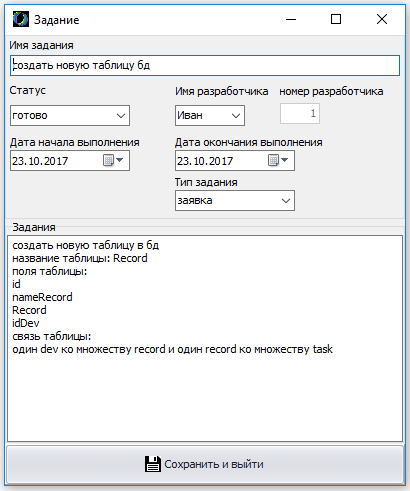 Задание
Имя задания
создать новую таблицу бд
Статус
Имя разработчика
номер разработчика
готово
Иван
1
Дата начала выполнения
Дата окончания выполнения
23.10.2017
23.10.2017
Тип задания
заявка
Задания
создать новую таблицу в бд
название таблицы: Record
поля таблицы:
id
nameRecord
Record
idDev
связь таблицы:
один dev ко множеству record и один record ко множеству task
Сохранить и выйти